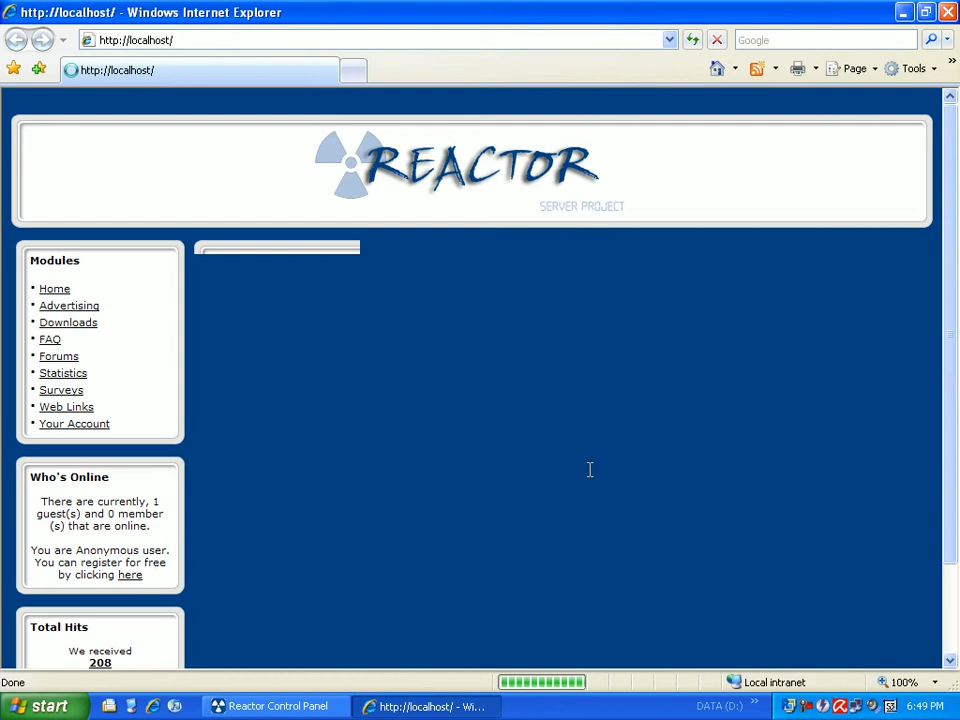 http://localhost/ - Windows Internet Explorer
http://localhost/
Google
http://localhost/
Page
Tools
REACTOR
SERVER PROJECT
Modules
Home
Advertising
Downloads
FAQ
Forums
Statistics
Surveys
Web Links
Your Account
Who's Online
There are currently, 1
guest(s) and 0 member
(s) that are online.
You are Anonymous user.
You can register for free
by clicking here
Total Hits
We received
208
Done
Local intranet
100%
start
Reactor Control Panel
http://localhost/ - Wi...
DATA (D:)
6:49 PM